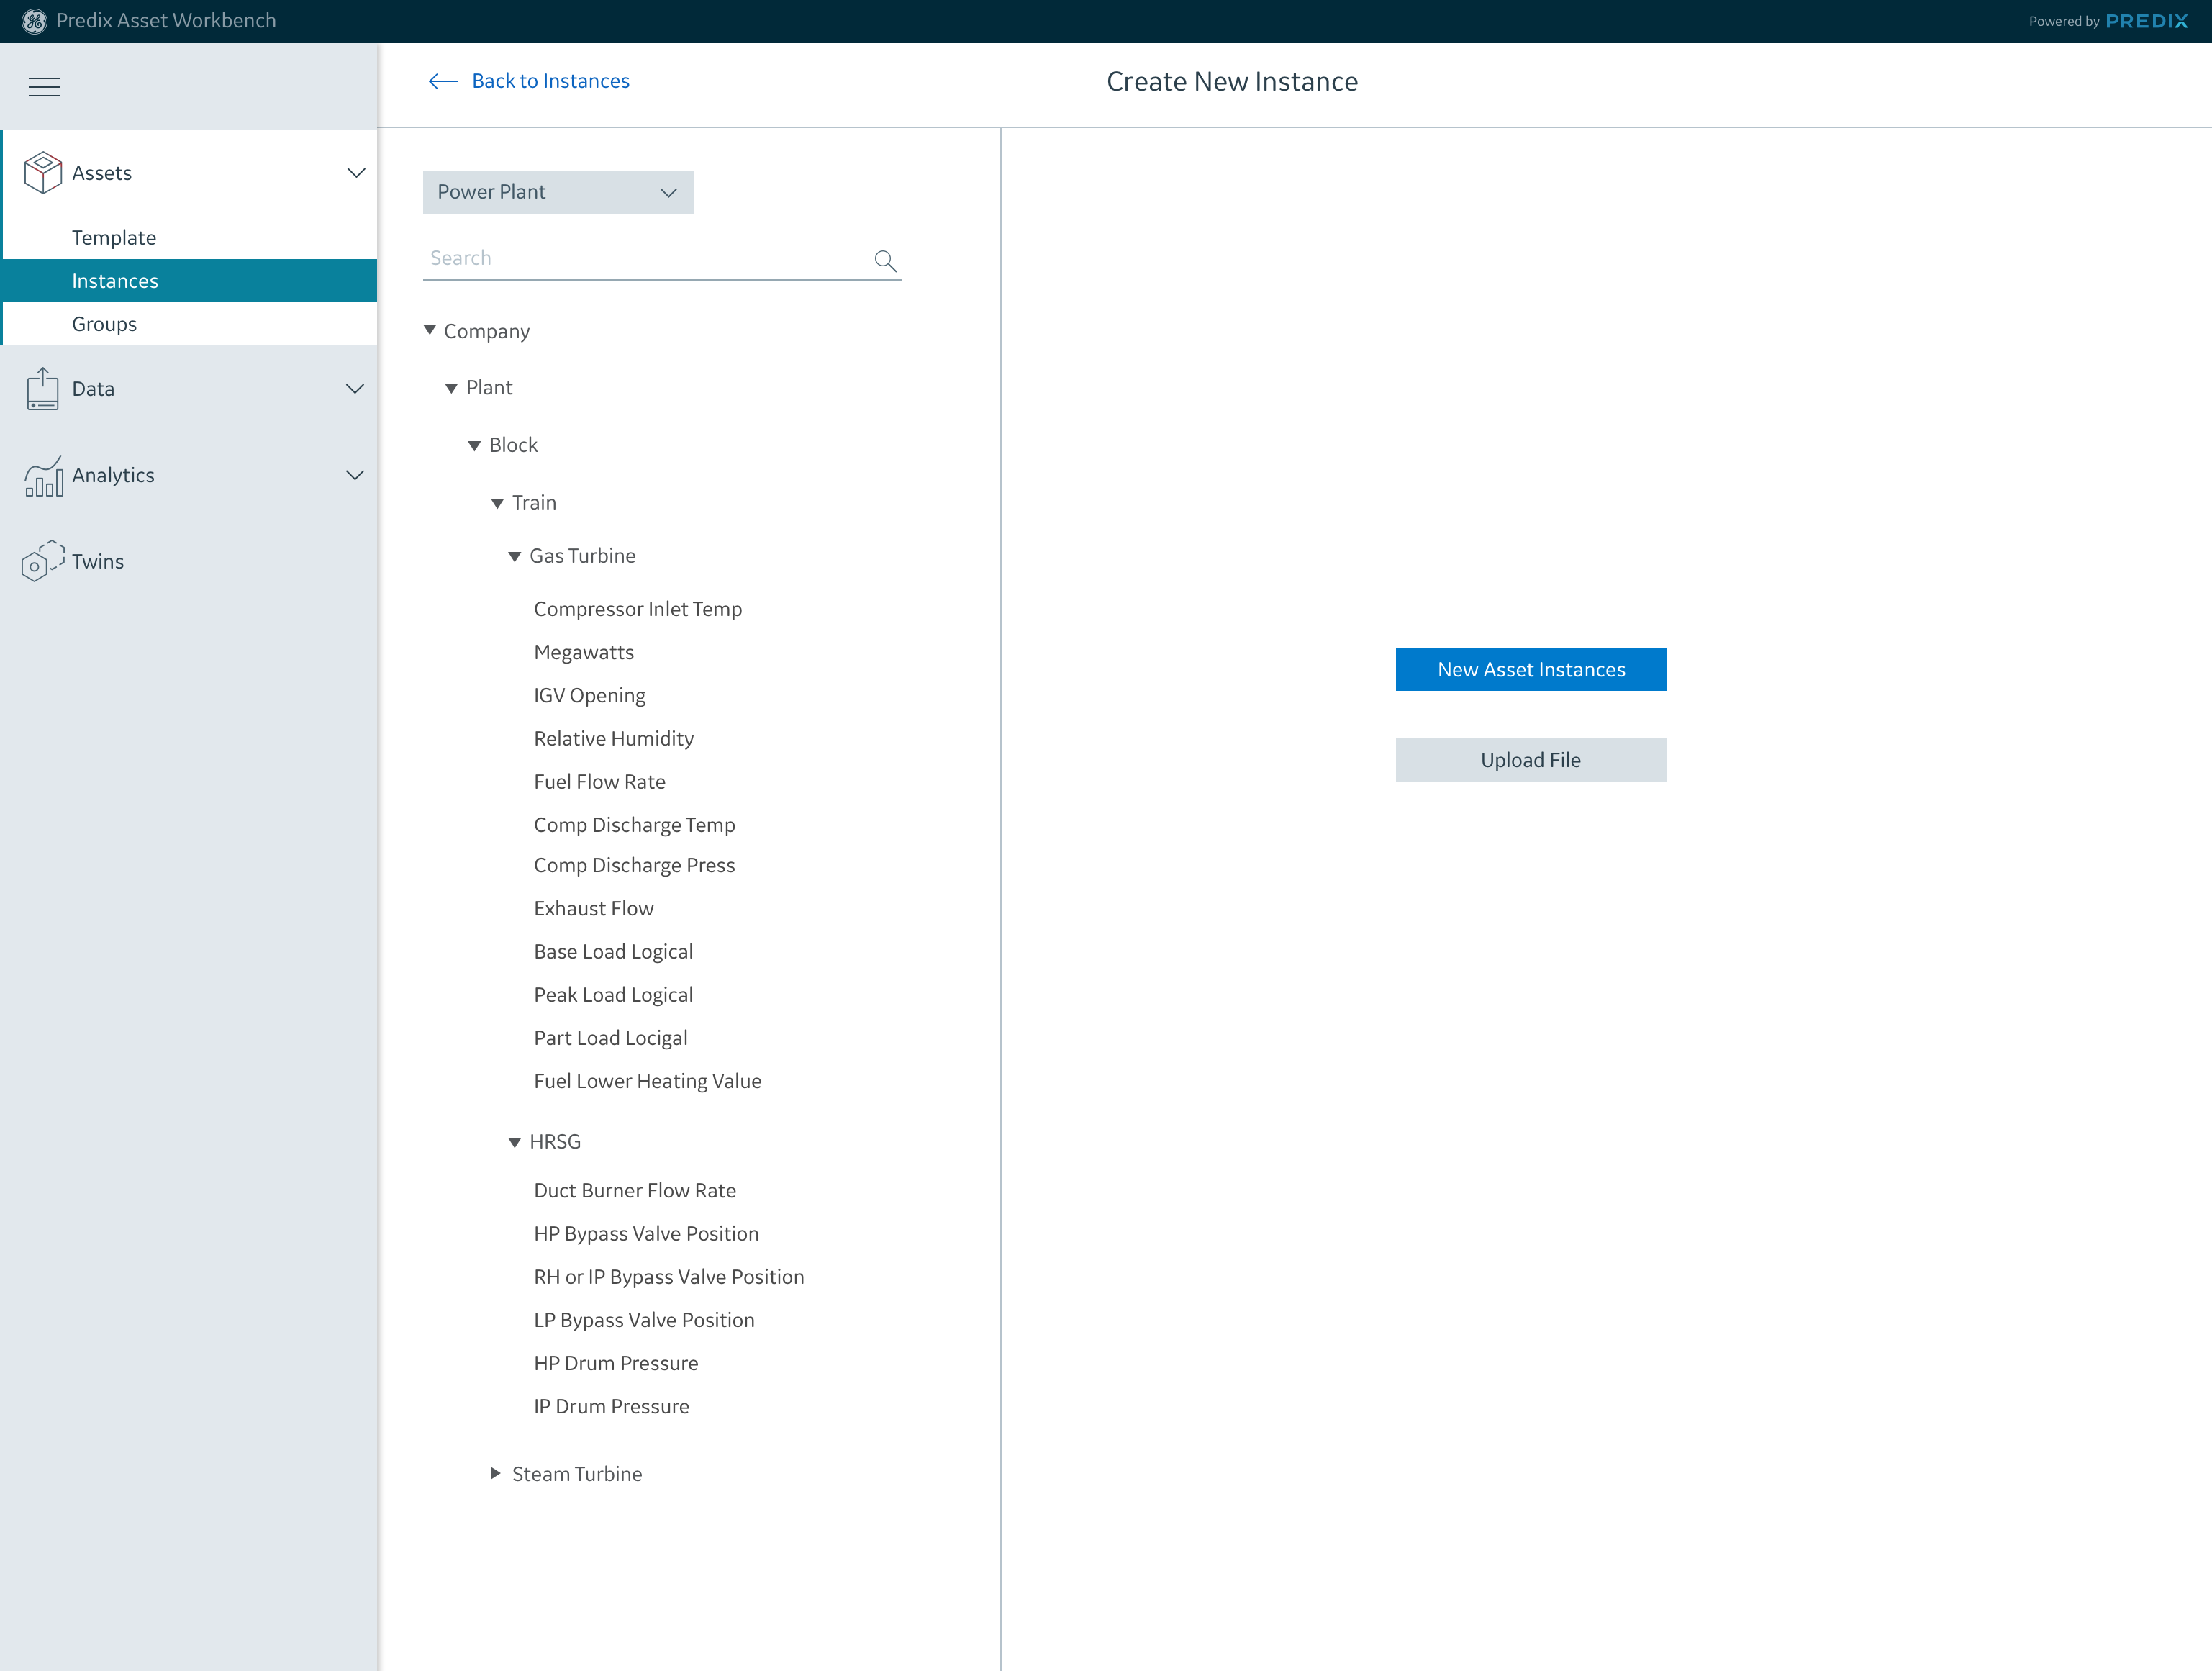 Predix Asset Workbench
Powered by PREDIX
Back to Instances
Create New Instance
Assets
Template
Instances
Groups
Data
Analytics
Twins
Power Plant
Search
Company
Plant
Block
Train
Gas Turbine
Compressor Inlet Temp
Megawatts
IGV Opening
Relative Humidity
Fuel Flow Rate
Comp Discharge Temp
Comp Discharge Press
Exhaust Flow
Base Load Logical
Peak Load Logical
Part Load Locigal
Fuel Lower Heating Value
HRSG
Duct Burner Flow Rate
HP Bypass Valve Position
RH or IP Bypass Valve Position
LP Bypass Valve Position
HP Drum Pressure
IP Drum Pressure
Steam Turbine
New Asset Instances
Upload File